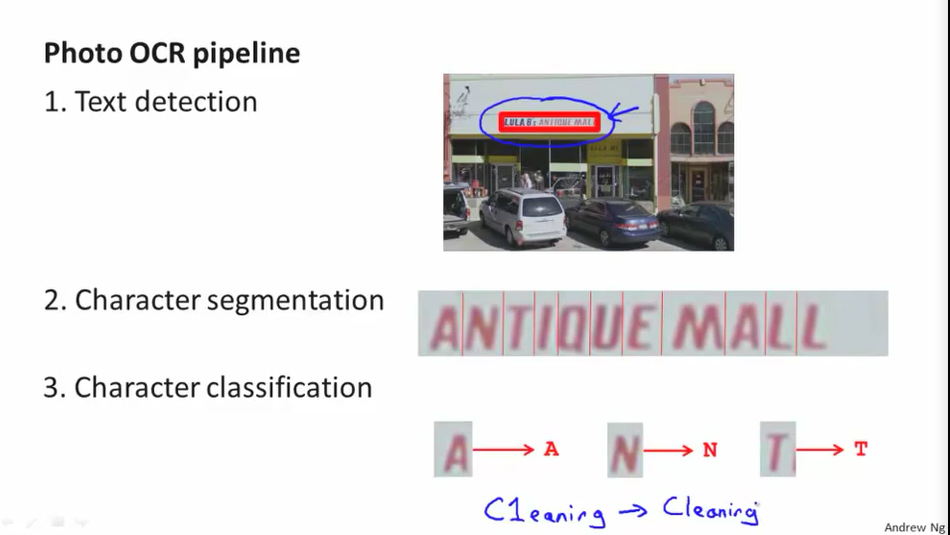 Photo OCR pipeline
1. Text detection
LULA B's ANTIQUE MALL
2. Character segmentation
ANTIQUE MALL
3. Character classification
A → A N → N T → T
C1eaning → Cleaning
Andrew Ng